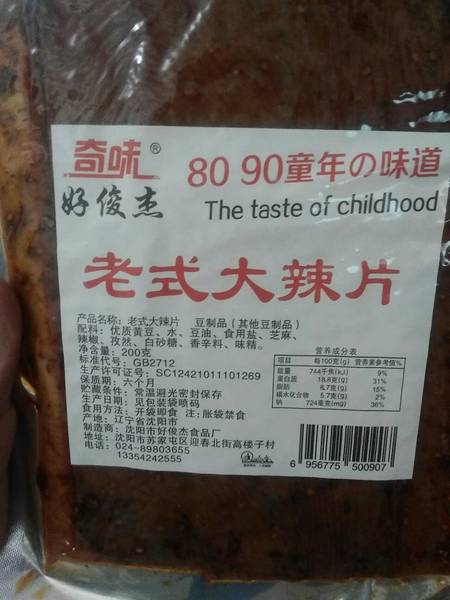 奇味®
好俊杰
80 90童年の味道
The taste of childhood
老式大辣片
产品名称：老式大辣片 豆制品（其他豆制品）
配料：优质黄豆、水、豆油、食用盐、芝麻、
辣椒、孜然、白砂糖、香辛料、味精。
净含量：200克
标准代号：GB2712
生产许可证号：SC12421011101269
保质期：六个月
贮藏条件：常温避光密封保存
生产日期：见包装袋喷码
食用方法：开袋即食 注：胀袋禁食
产地：辽宁省沈阳市
制造商：沈阳市好俊杰食品厂
地址：沈阳市苏家屯区迎春北街高楼子村
电话：024-89803655
13354242555
营养成分表
项目 每100克(g) 营养素参考值%
能量 744千焦(kJ) 9%
蛋白质 18.6克(g) 31%
脂肪 8.7克(g) 15%
碳水化合物 5.7克(g) 2%
钠 724毫克(mg) 36%
6 956775 500907